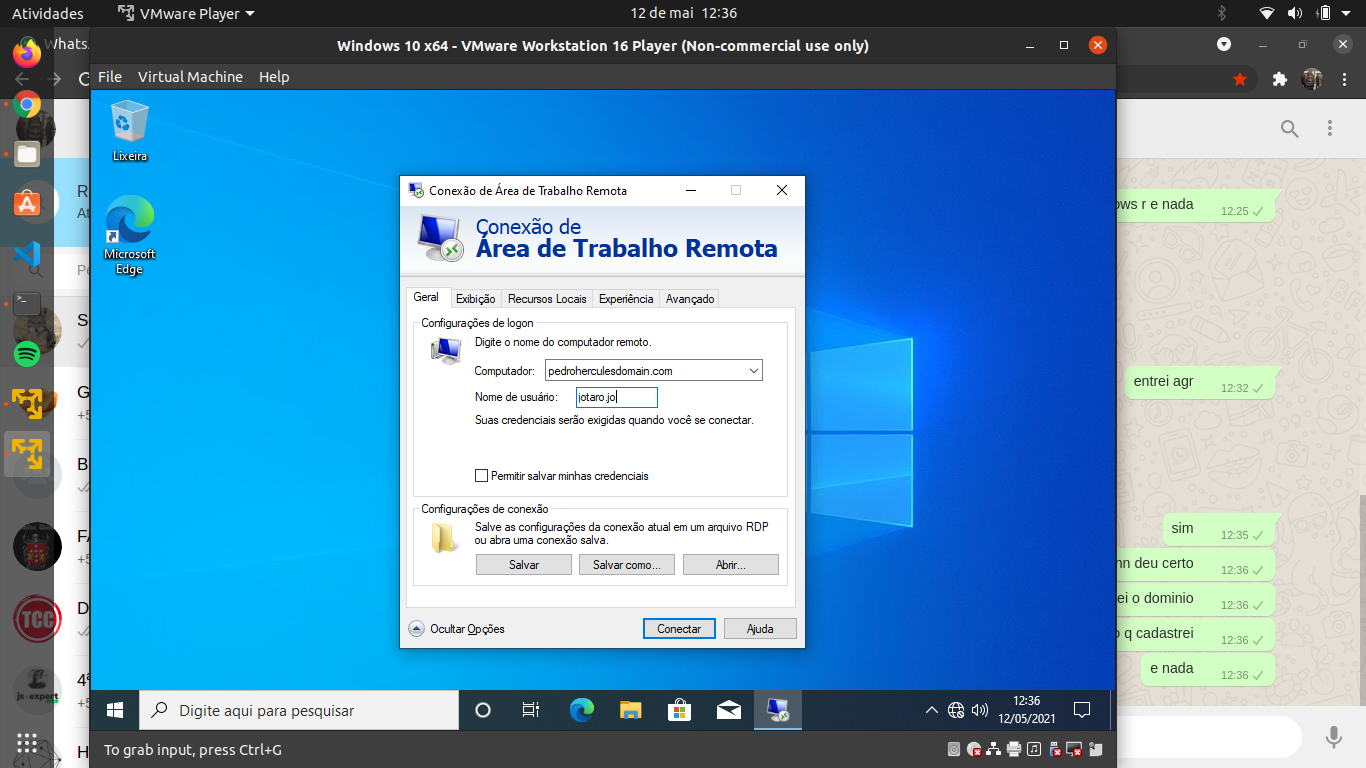 Atividades
VMware Player
12 de mai 12:36
Whats
Windows 10 x64 - VMware Workstation 16 Player (Non-commercial use only)
File Virtual Machine Help
Lixeira
Microsoft
Edge
Conexão de Área de Trabalho Remota
Conexão de
Área de Trabalho Remota
Geral Exibição Recursos Locais Experiência Avançado
Configurações de logon
Digite o nome do computador remoto.
Computador: pedroherculesdomain.com
Nome de usuário: jotaro.jo
Suas credenciais serão exigidas quando você se conectar.
Permitir salvar minhas credenciais
Configurações de conexão
Salve as configurações da conexão atual em um arquivo RDP
ou abra uma conexão salva.
Salvar Salvar como... Abrir...
Ocultar Opções Conectar Ajuda
Digite aqui para pesquisar
12:36
12/05/2021
To grab input, press Ctrl+G
ows r e nada 12:25
entrei agr 12:32
sim 12:35
nn deu certo 12:36
ei o dominio 12:36
o q cadastrei 12:36
e nada 12:36
R
At
Pe
S
G
+5
B
FA
+5
TCC
D
js-expert
4ª
+5
H